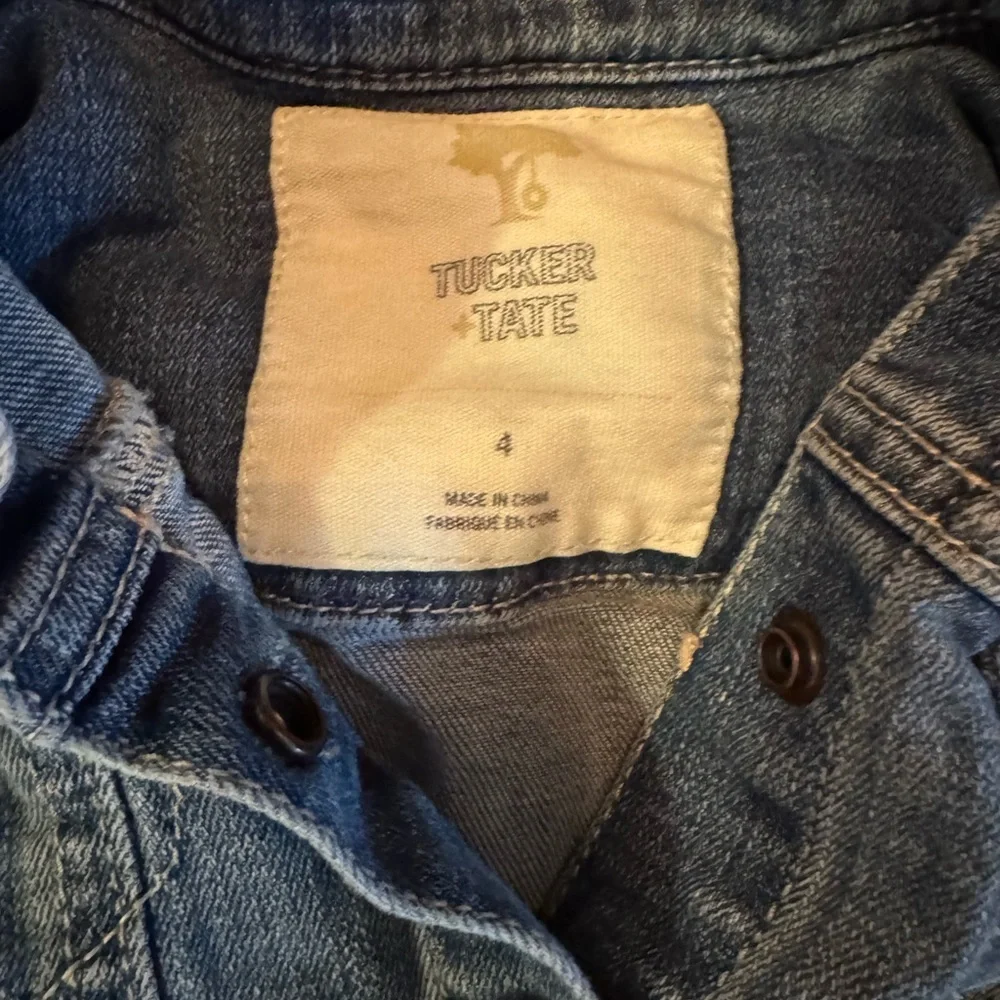 TUCKER
+TATE
4
MADE IN CHINA
FABRIQUÉ EN CHINE